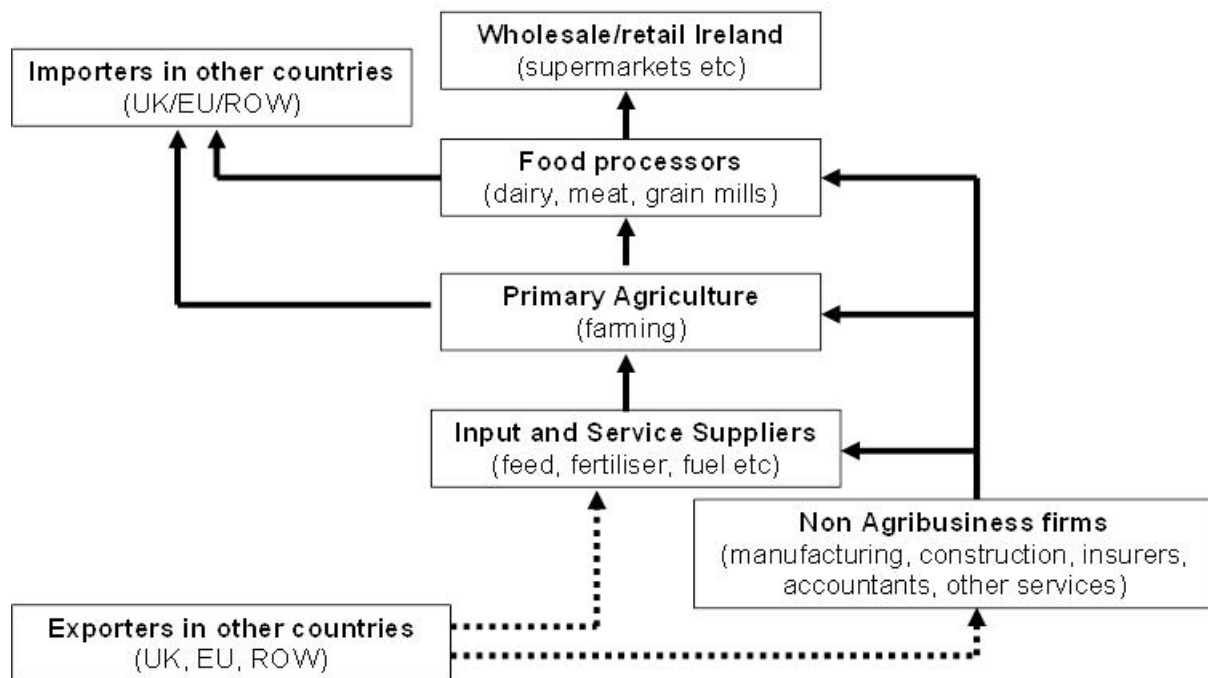 Wholesale/retail Ireland
(supermarkets etc)
Importers in other countries
(UK/EU/ROW)
Food processors
(dairy, meat, grain mills)
Primary Agriculture
(farming)
Input and Service Suppliers
(feed, fertiliser, fuel etc)
Non Agribusiness firms
(manufacturing, construction, insurers,
accountants, other services)
Exporters in other countries
(UK, EU, ROW)